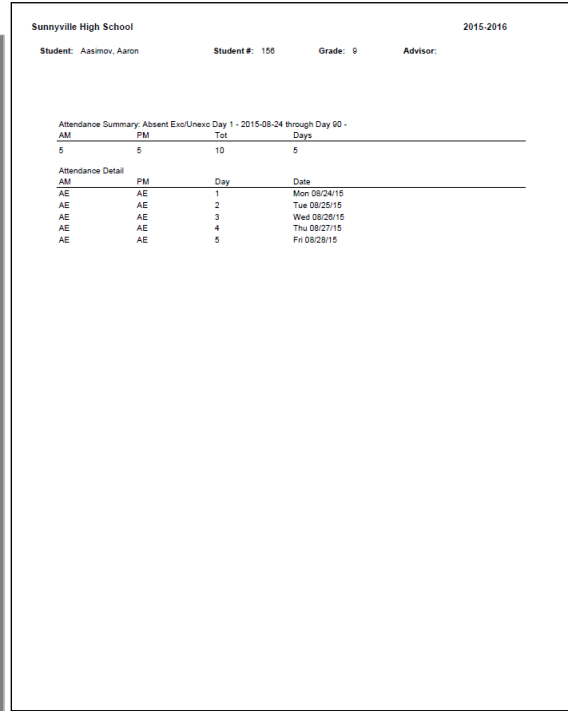 Sunnyville High School 2015-2016
Student: Aasimov, Aaron Student #: 156 Grade: 9 Advisor:
Attendance Summary: Absent Exc/Unexc Day 1 - 2015-08-24 through Day 90 -
AM PM Tot Days
5 5 10 5
Attendance Detail
AM PM Day Date
AE AE 1 Mon 08/24/15
AE AE 2 Tue 08/25/15
AE AE 3 Wed 08/26/15
AE AE 4 Thu 08/27/15
AE AE 5 Fri 08/28/15